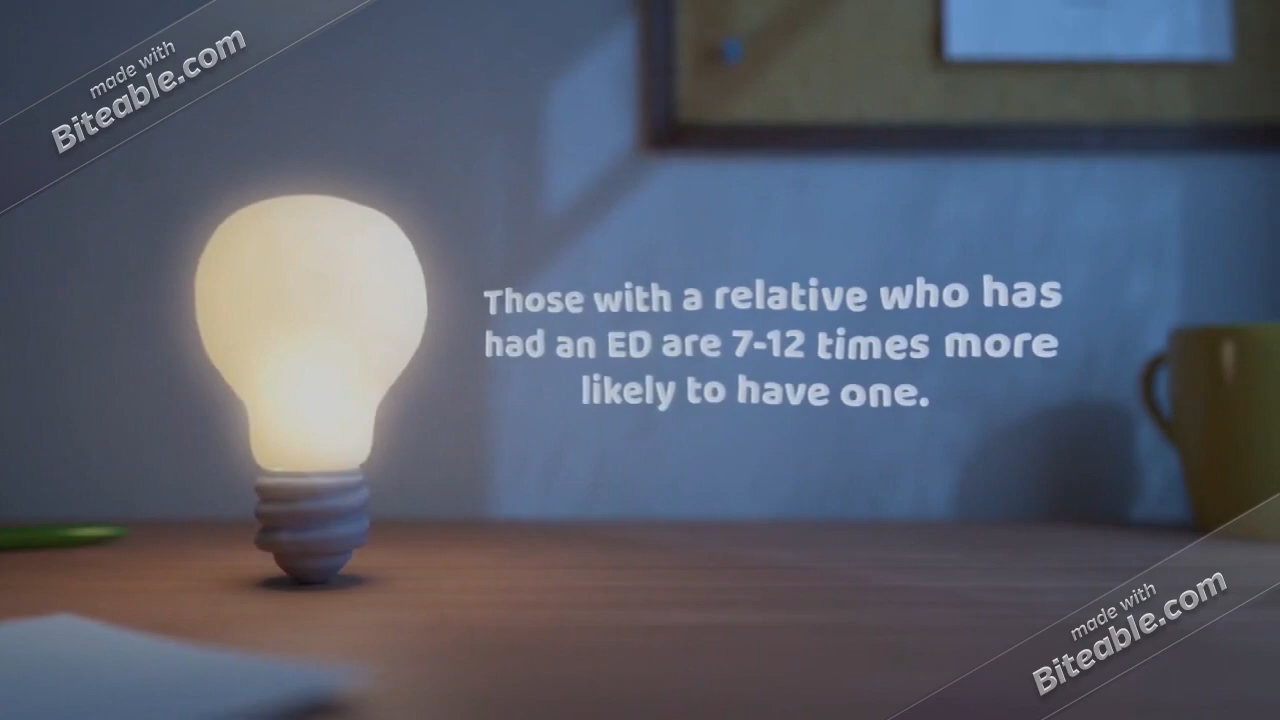 made with
Biteable.com
Those with a relative who has
had an ED are 7-12 times more
likely to have one.
made with
Biteable.com